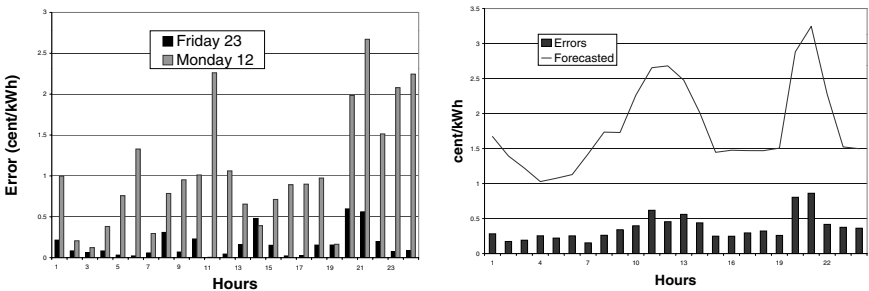 3
2.5
2
1.5
1
0.5
0
Error (cent/kWh)
Friday 23
Monday 12
1 3 5 7 9 11 13 15 17 19 21 23
Hours
3.5
3
2.5
2
1.5
1
0.5
0
cent/kWh
Errors
Forecasted
1 4 7 10 13 16 19 22
Hours